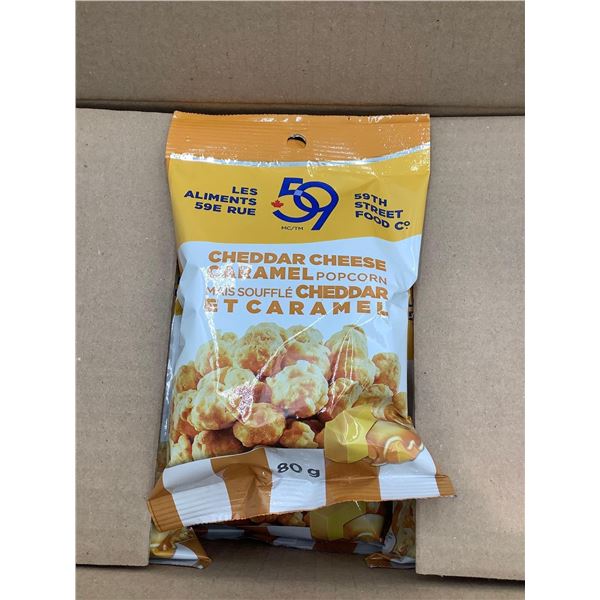 LES
ALIMENTS
59E RUE
59
MC/TM
59TH
STREET
FOOD Cº
CHEDDAR CHEESE
CARAMEL POPCORN
MAIS SOUFFLÉ CHEDDAR
ET CARAMEL
80 g